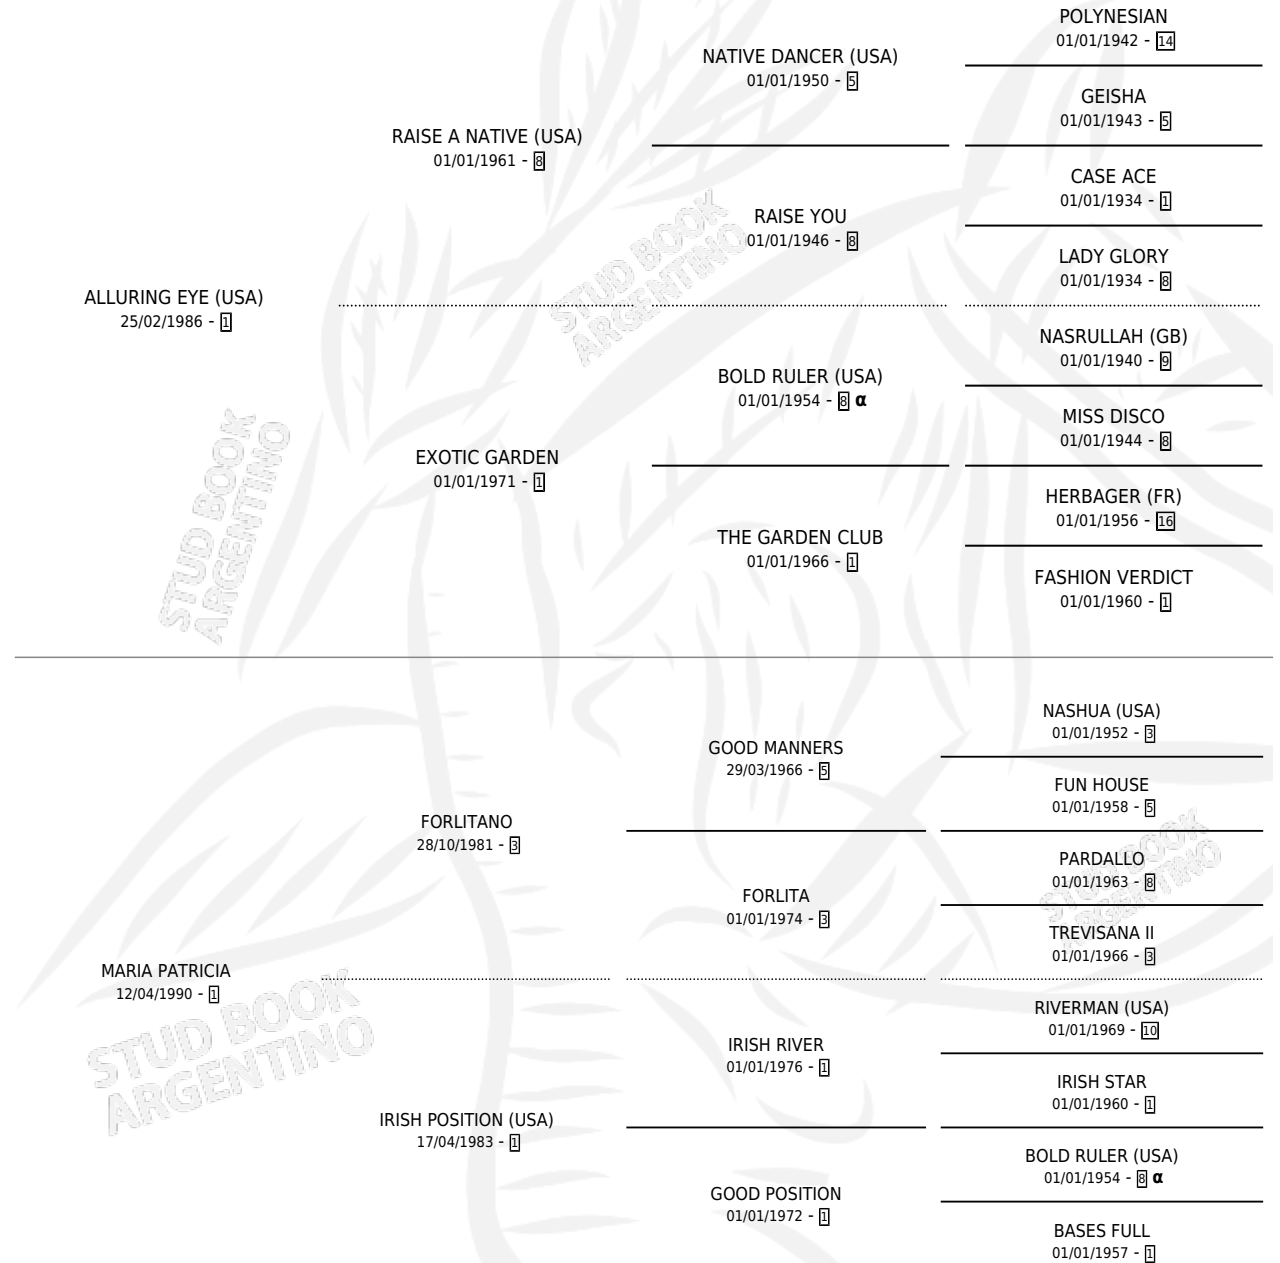 POLYNESIAN
01/01/1942 - 14
NATIVE DANCER (USA)
01/01/1950 - 5
GEISHA
01/01/1943 - 5
RAISE A NATIVE (USA)
01/01/1961 - 8
CASE ACE
01/01/1934 - 1
RAISE YOU
01/01/1946 - 8
LADY GLORY
01/01/1934 - 8
ALLURING EYE (USA)
25/02/1986 - 1
NASRULLAH (GB)
01/01/1940 - 9
BOLD RULER (USA)
01/01/1954 - 8 α
MISS DISCO
01/01/1944 - 8
EXOTIC GARDEN
01/01/1971 - 1
HERBAGER (FR)
01/01/1956 - 16
THE GARDEN CLUB
01/01/1966 - 1
FASHION VERDICT
01/01/1960 - 1
STUD BOOK
ARGENTINO
STUD BOOK
ARGENTINO
NASHUA (USA)
01/01/1952 - 3
GOOD MANNERS
29/03/1966 - 5
FUN HOUSE
01/01/1958 - 5
FORLITANO
28/10/1981 - 3
PARDALLO
01/01/1963 - 8
FORLITA
01/01/1974 - 3
TREVISANA II
01/01/1966 - 3
STUD BOOK
ARGENTINO
MARIA PATRICIA
12/04/1990 - 1
STUD BOOK
ARGENTINO
RIVERMAN (USA)
01/01/1969 - 10
IRISH RIVER
01/01/1976 - 1
IRISH STAR
01/01/1960 - 1
IRISH POSITION (USA)
17/04/1983 - 1
BOLD RULER (USA)
01/01/1954 - 8 α
GOOD POSITION
01/01/1972 - 1
BASES FULL
01/01/1957 - 1